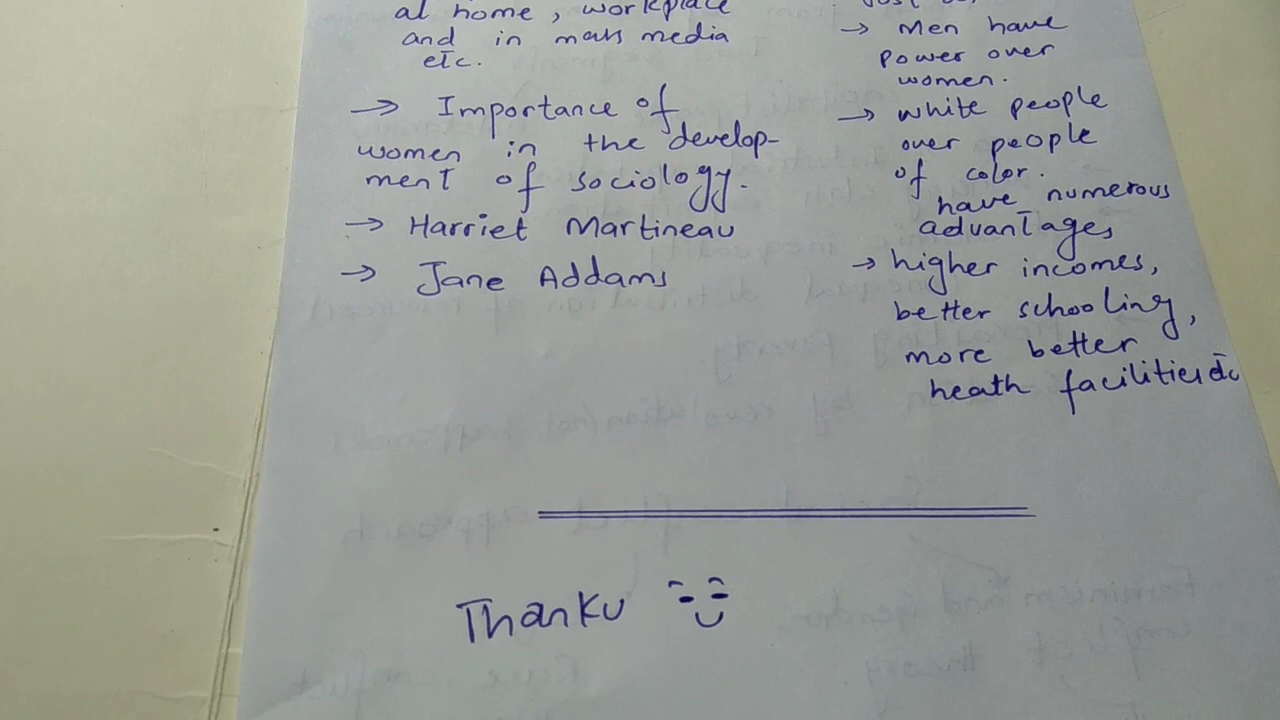 at home, workplace
and in mass media
etc.
→ Importance of
women in the develop-
ment of sociology.
→ Harriet Martineau
→ Jane Addams
→ Men have
power over
women.
→ white people
over people
of color.
have numerous
advantages
→ higher incomes,
better schooling,
more better
heath facilities etc
Thanku